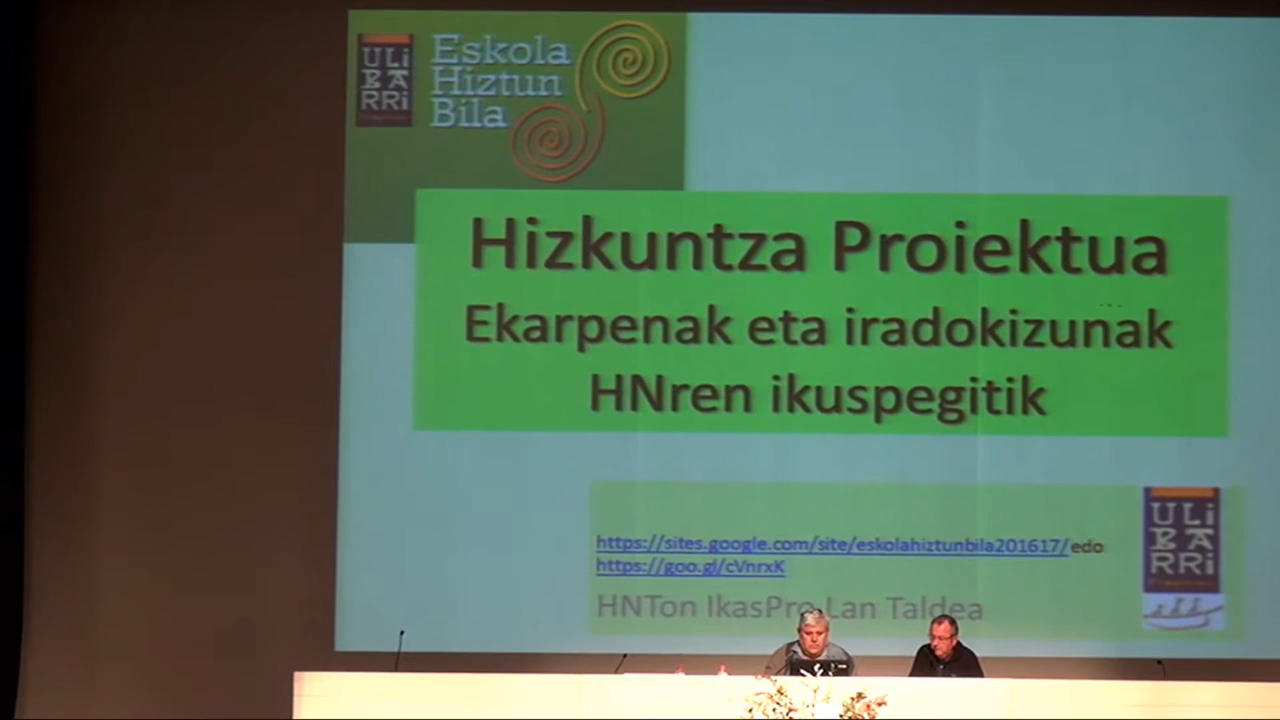 ULi
BA
RRi
Eskola
Hiztun
Bila
Hizkuntza Proiektua
Ekarpenak eta iradokizunak
HNren ikuspegitik
https://sites.google.com/site/eskolahiztunbila201617/edo
https://goo.gl/cVnrxK
HNTon IkasPro Lan Taldea
ULi
BA
RRi